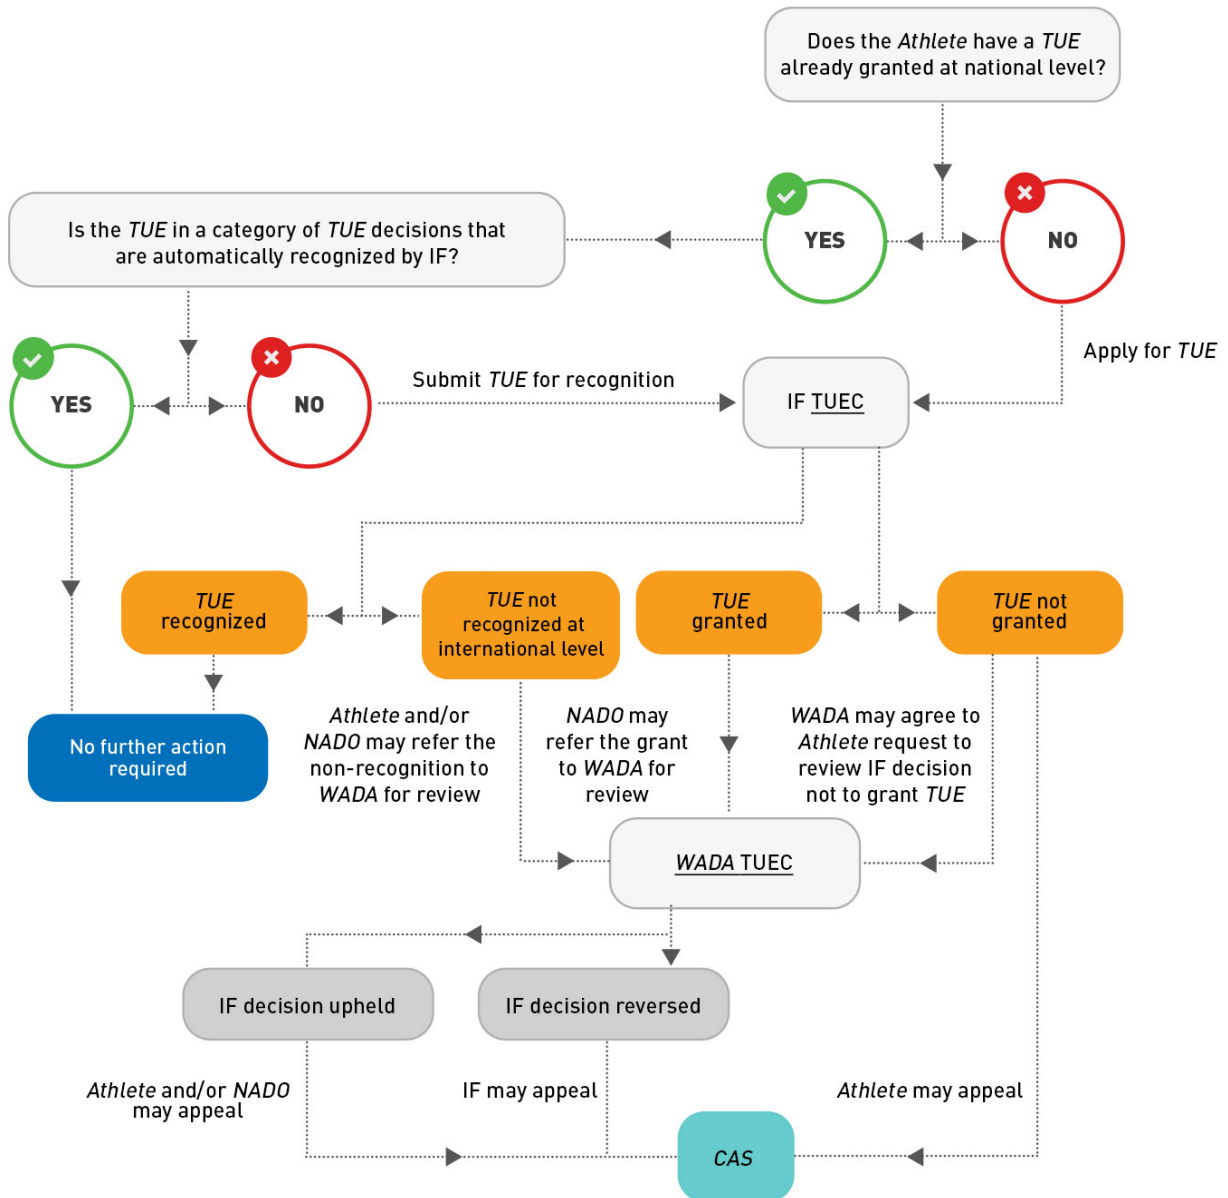 Does the Athlete have a TUE
already granted at national level?
YES
NO
Is the TUE in a category of TUE decisions that
are automatically recognized by IF?
YES
NO
Submit TUE for recognition
IF TUEC
Apply for TUE
TUE
recognized
TUE not
recognized at
international level
TUE
granted
TUE not
granted
No further action
required
Athlete and/or
NADO may refer the
non-recognition to
WADA for review
NADO may
refer the grant
to WADA for
review
WADA may agree to
Athlete request to
review IF decision
not to grant TUE
WADA TUEC
IF decision upheld
IF decision reversed
Athlete and/or NADO
may appeal
IF may appeal
Athlete may appeal
CAS